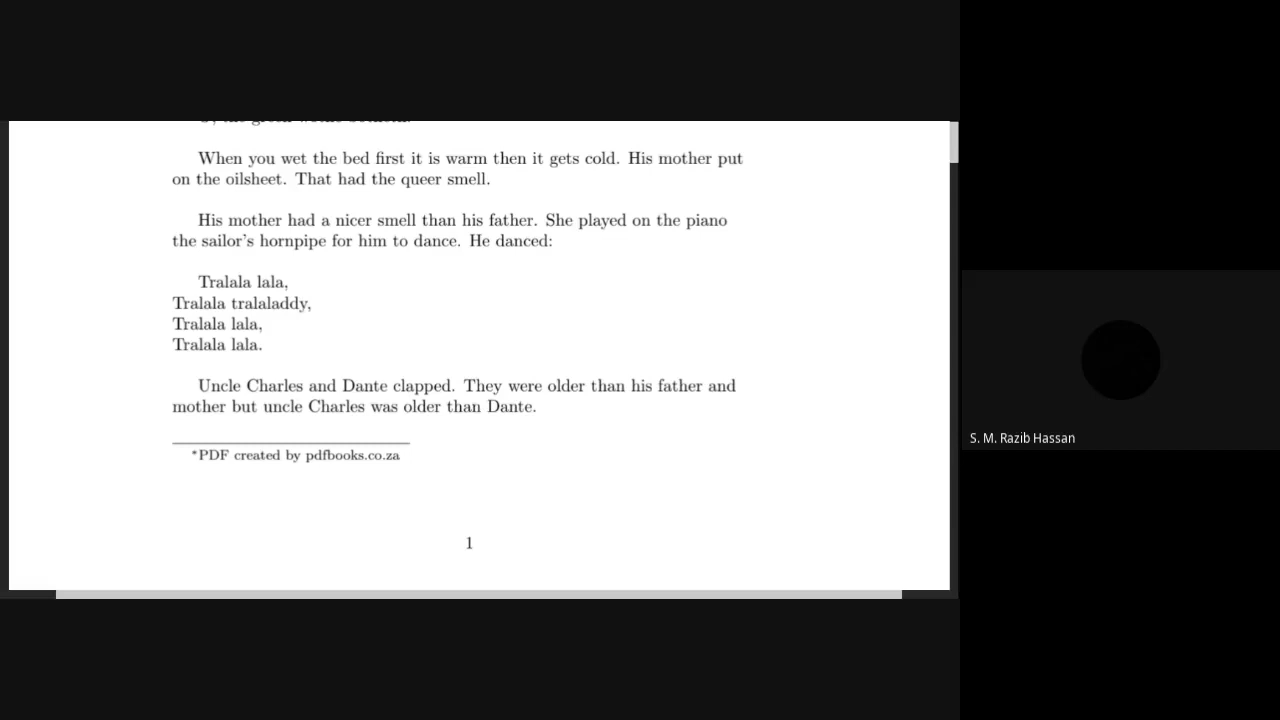 When you wet the bed first it is warm then it gets cold. His mother put
on the oilsheet. That had the queer smell.
His mother had a nicer smell than his father. She played on the piano
the sailor's hornpipe for him to dance. He danced:
Tralala lala,
Tralala tralaladdy,
Tralala lala,
Tralala lala.
Uncle Charles and Dante clapped. They were older than his father and
mother but uncle Charles was older than Dante.
*PDF created by pdfbooks.co.za
1
S. M. Razib Hassan